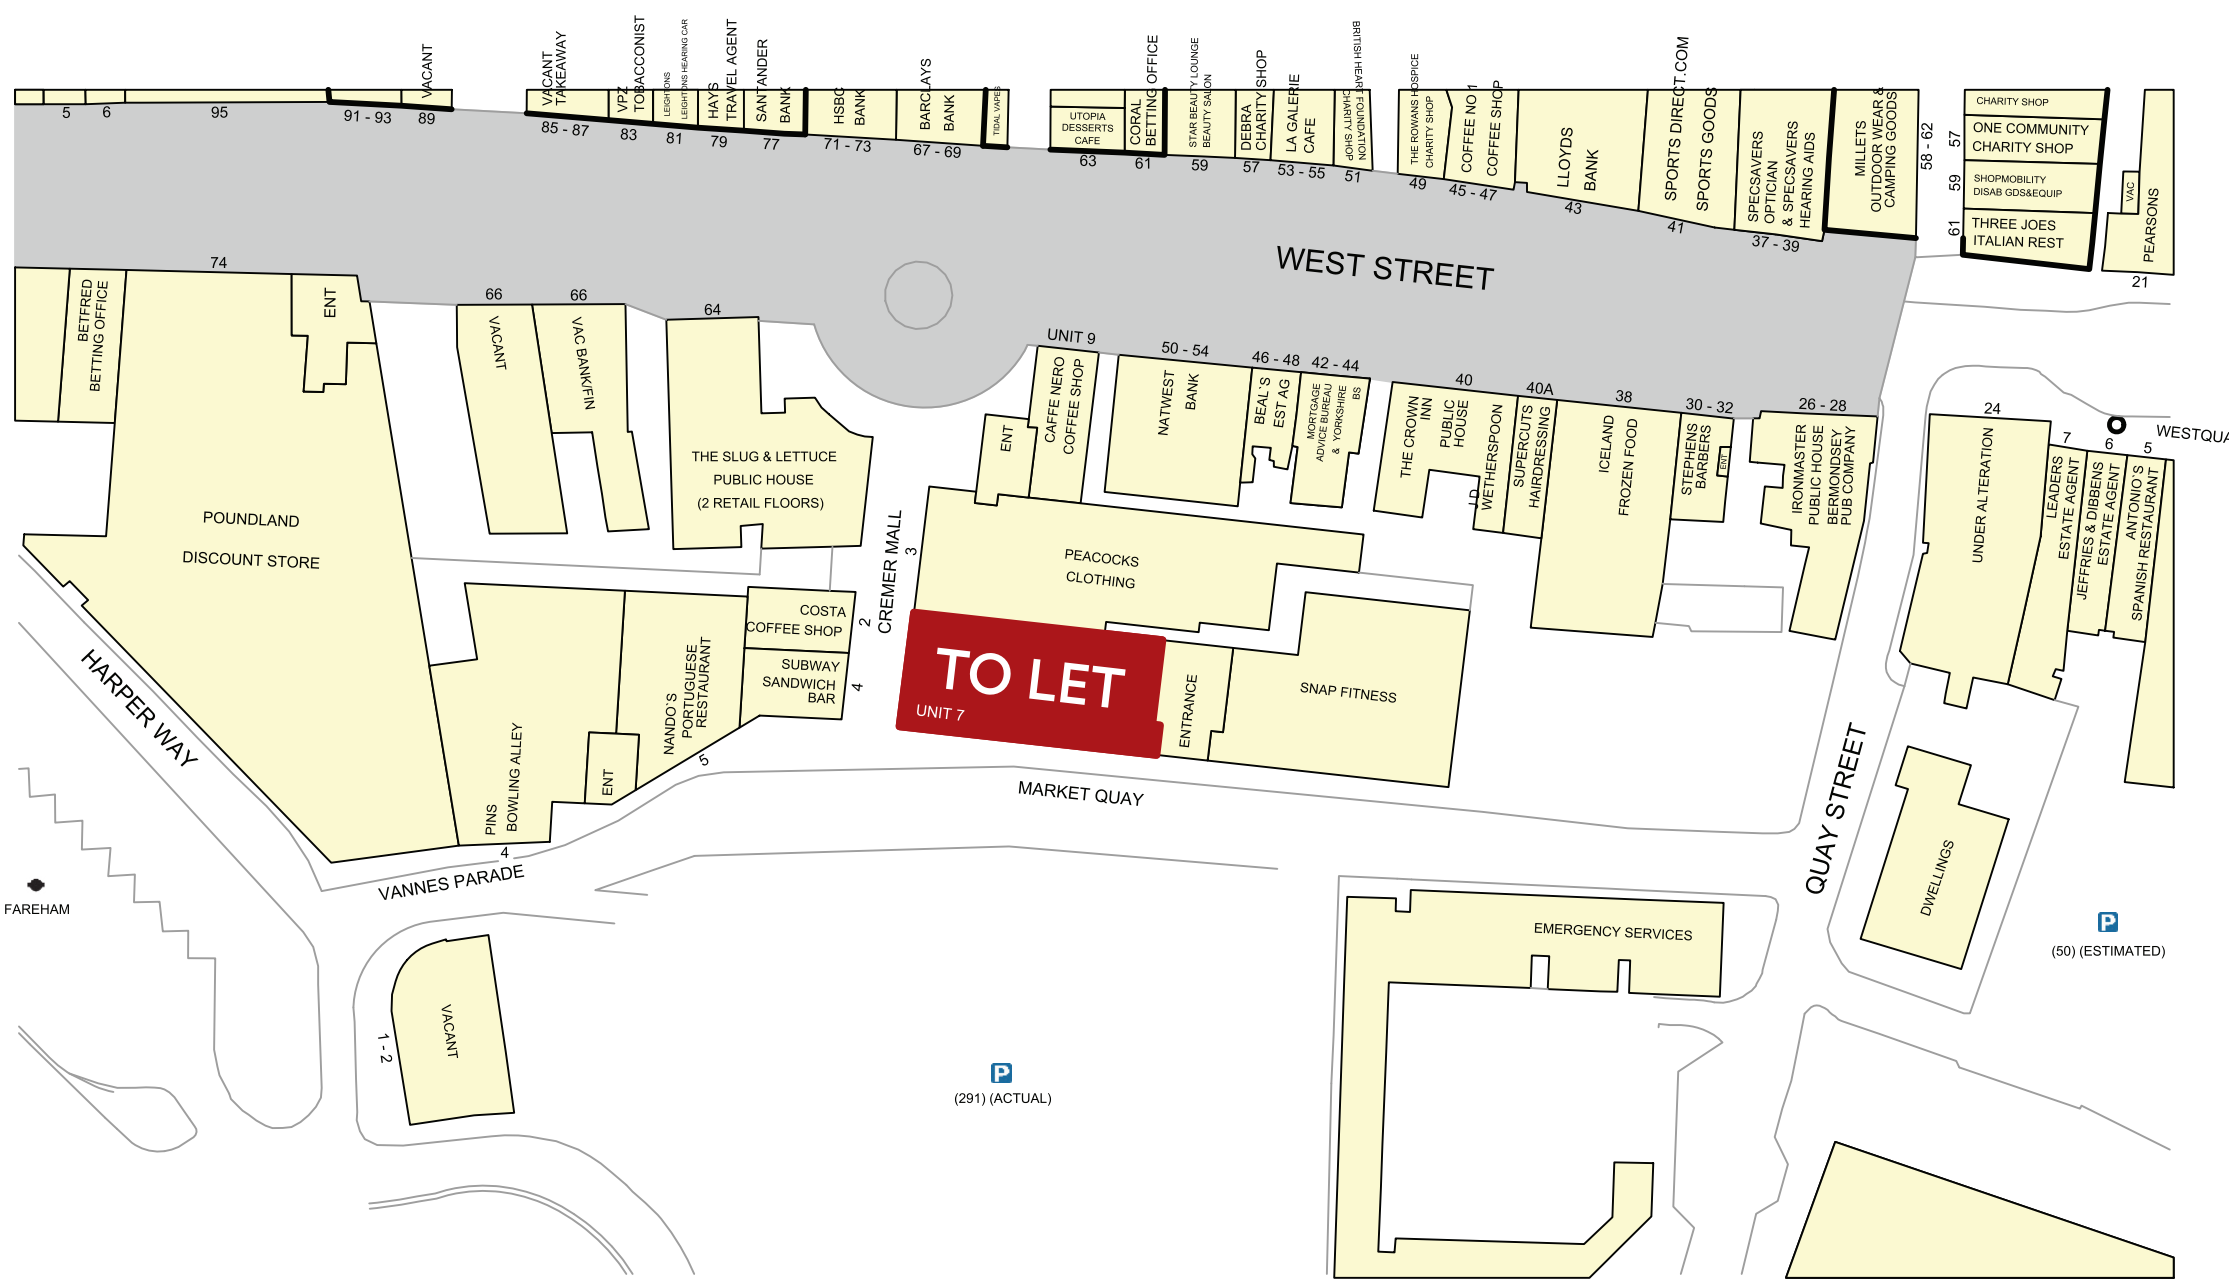 VACANT
VACANT
TAKEAWAY
VPZ
TOBACCONIST
LEIGHTONS
LEIGHTONS HEARING CAR
HAYS
TRAVEL AGENT
SANTANDER
BANK
HSBC
BANK
BARCLAYS
BANK
TIDAL VAPES
UTOPIA
DESSERTS
CAFE
CORAL
BETTING OFFICE
STAR BEAUTY LOUNGE
BEAUTY SALON
DEBRA
CHARITY SHOP
LA GALERIE
CAFE
BRITISH HEART FOUNDATION
CHARITY SHOP
THE ROWANS HOSPICE
CHARITY SHOP
COFFEE NO 1
COFFEE SHOP
LLOYDS
BANK
SPORTS DIRECT.COM
SPORTS GOODS
SPECSAVERS
OPTICIAN
& SPECSAVERS
HEARING AIDS
MILLETS
OUTDOOR WEAR &
CAMPING GOODS
58 - 62
CHARITY SHOP
57
ONE COMMUNITY
CHARITY SHOP
59
SHOPMOBILITY
DISAB GDS&EQUIP
61
THREE JOES
ITALIAN REST
VAC
PEARSONS
21
5
6
95
91 - 93
89
85 - 87
83
81
79
77
71 - 73
67 - 69
63
61
59
57
53 - 55
51
49
45 - 47
43
41
37 - 39
WEST STREET
74
BETFRED
BETTING OFFICE
ENT
66
VACANT
66
VAC BANK/FIN
64
THE SLUG & LETTUCE
PUBLIC HOUSE
(2 RETAIL FLOORS)
UNIT 9
CAFFE NERO
COFFEE SHOP
ENT
50 - 54
NATWEST
BANK
46 - 48
BEAL`S
EST AG
42 - 44
MORTGAGE
ADVICE BUREAU
& YORKSHIRE
BS
40
THE CROWN
INN
PUBLIC
HOUSE
J D
WETHERSPOON
40A
SUPERCUTS
HAIRDRESSING
38
ICELAND
FROZEN FOOD
30 - 32
STEPHENS
BARBERS
ENT
26 - 28
IRONMASTER
PUBLIC HOUSE
BERMONDSEY
PUB COMPANY
24
UNDER ALTERATION
WESTQUA
7
LEADERS
ESTATE AGENT
6
JEFFRIES & DIBBENS
ESTATE AGENT
5
ANTONIO`S
SPANISH RESTAURANT
POUNDLAND
DISCOUNT STORE
CREMER MALL
3
PEACOCKS
CLOTHING
2
COSTA
COFFEE SHOP
4
SUBWAY
SANDWICH
BAR
TO LET
UNIT 7
ENTRANCE
SNAP FITNESS
NANDO`S
PORTUGUESE
RESTAURANT
5
PINS
BOWLING ALLEY
ENT
4
HARPER WAY
VANNES PARADE
MARKET QUAY
QUAY STREET
DWELLINGS
FAREHAM
EMERGENCY SERVICES
P
(50) (ESTIMATED)
1 - 2
VACANT
P
(291) (ACTUAL)